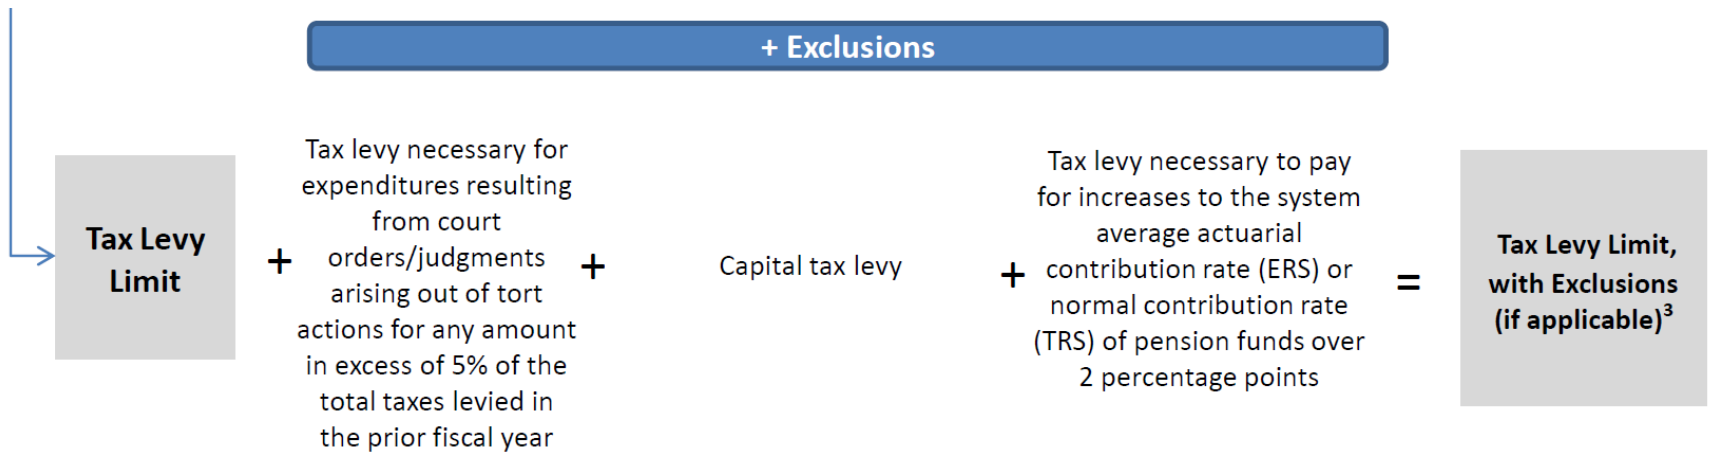 + Exclusions
Tax Levy
Limit
+
Tax levy necessary for
expenditures resulting
from court
orders/judgments
arising out of tort
actions for any amount
in excess of 5% of the
total taxes levied in
the prior fiscal year
+
Capital tax levy
+
Tax levy necessary to pay
for increases to the system
average actuarial
contribution rate (ERS) or
normal contribution rate
(TRS) of pension funds over
2 percentage points
=
Tax Levy Limit,
with Exclusions
(if applicable)³